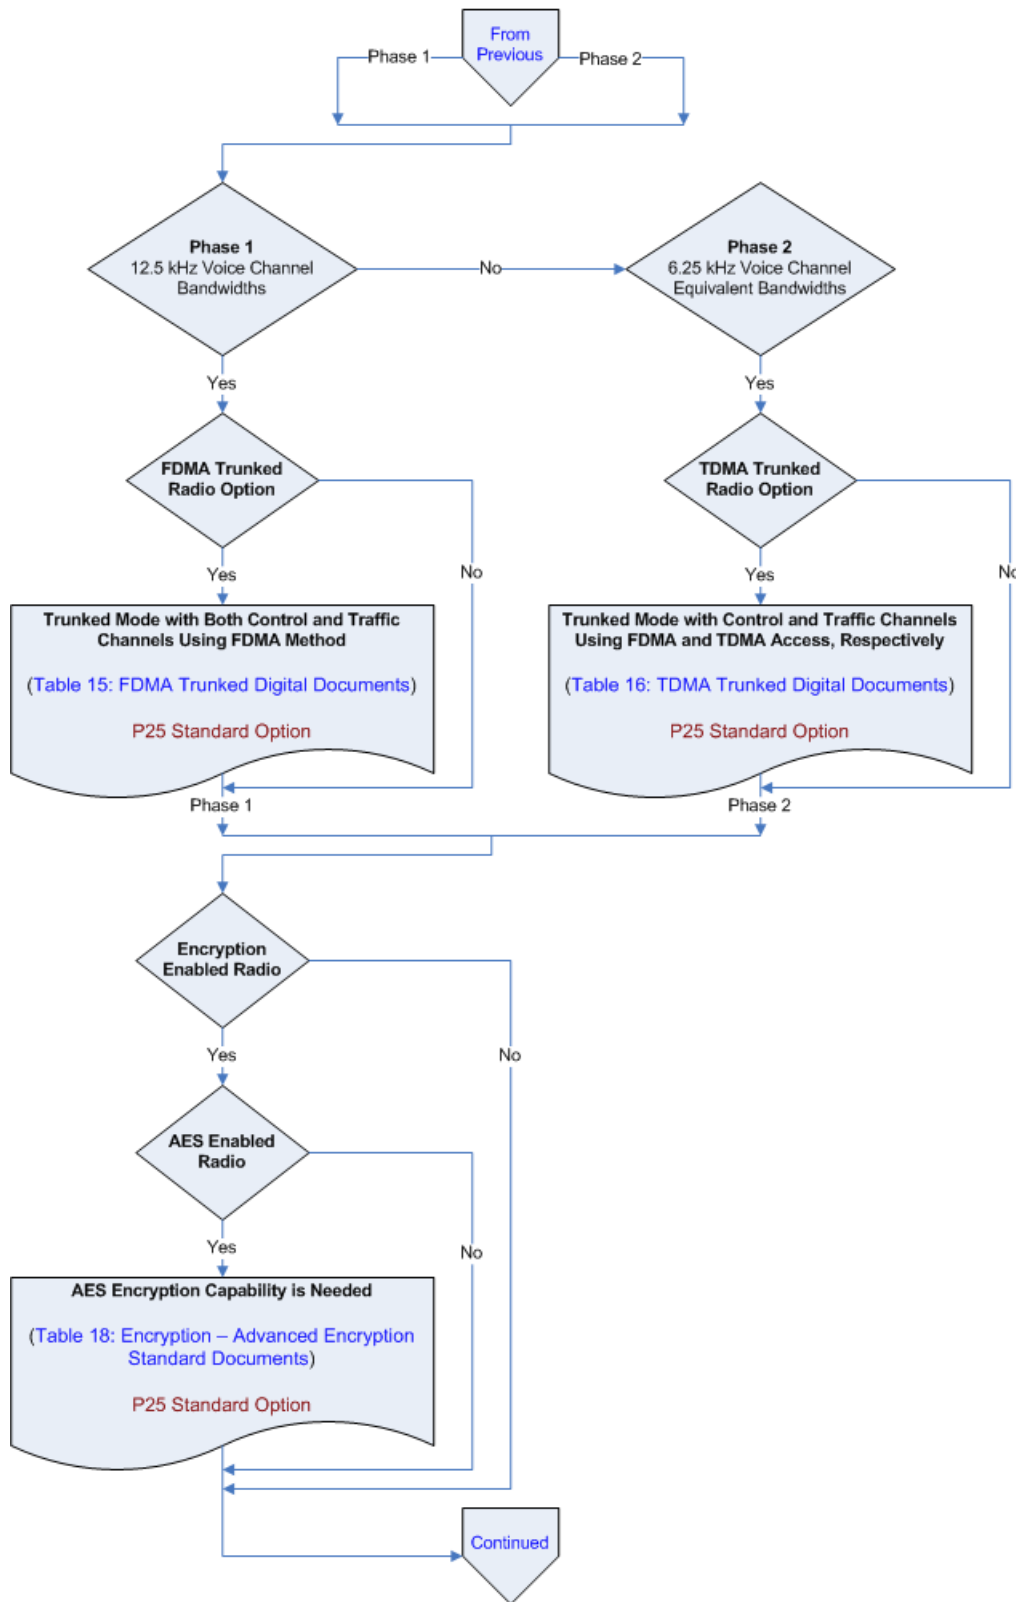 From
Previous
Phase 1
Phase 2
Phase 1
12.5 kHz Voice Channel
Bandwidths
No
Phase 2
6.25 kHz Voice Channel
Equivalent Bandwidths
Yes
Yes
FDMA Trunked
Radio Option
TDMA Trunked
Radio Option
Yes
No
Yes
No
Trunked Mode with Both Control and Traffic
Channels Using FDMA Method
(Table 15: FDMA Trunked Digital Documents)
P25 Standard Option
Trunked Mode with Control and Traffic Channels
Using FDMA and TDMA Access, Respectively
(Table 16: TDMA Trunked Digital Documents)
P25 Standard Option
Phase 1
Phase 2
Encryption
Enabled Radio
Yes
No
AES Enabled
Radio
Yes
No
AES Encryption Capability is Needed
(Table 18: Encryption – Advanced Encryption
Standard Documents)
P25 Standard Option
Continued